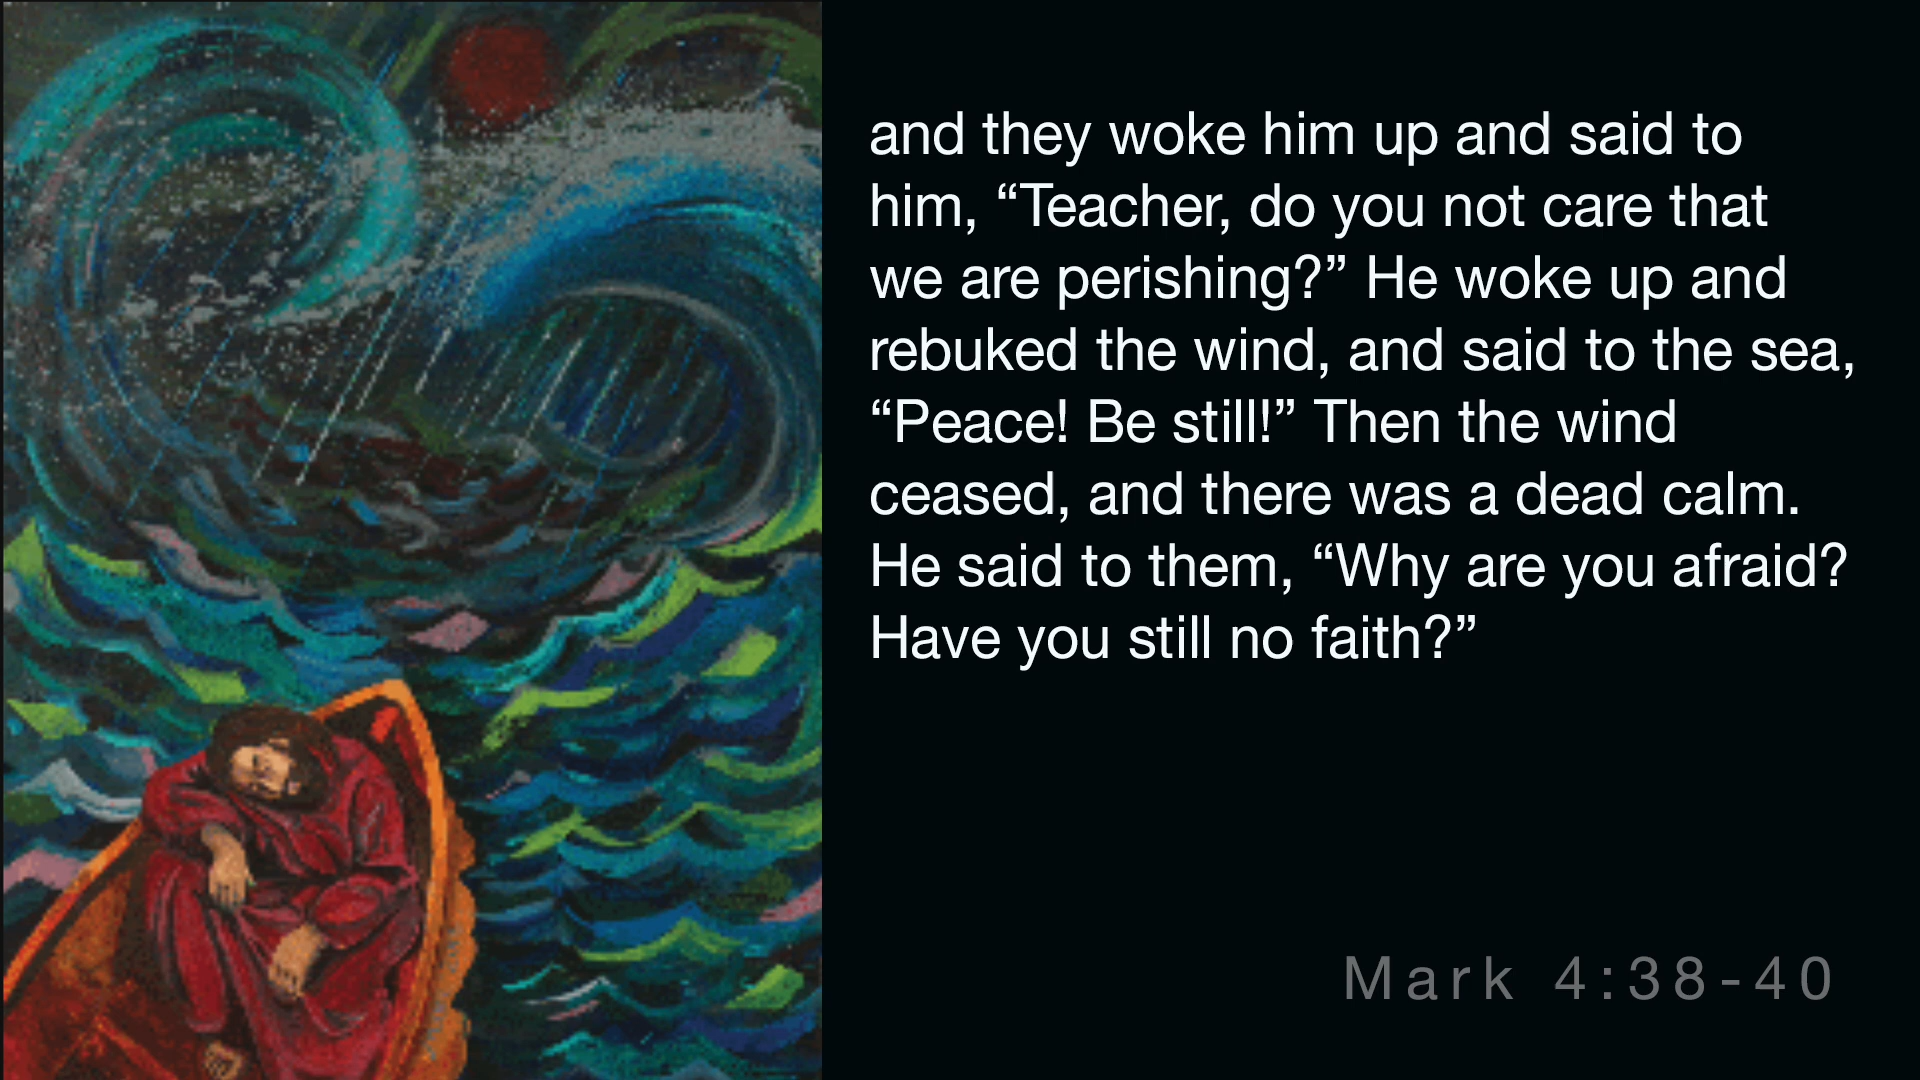 and they woke him up and said to
him, “Teacher, do you not care that
we are perishing?” He woke up and
rebuked the wind, and said to the sea,
“Peace! Be still!” Then the wind
ceased, and there was a dead calm.
He said to them, “Why are you afraid?
Have you still no faith?”
Mark 4:38-40